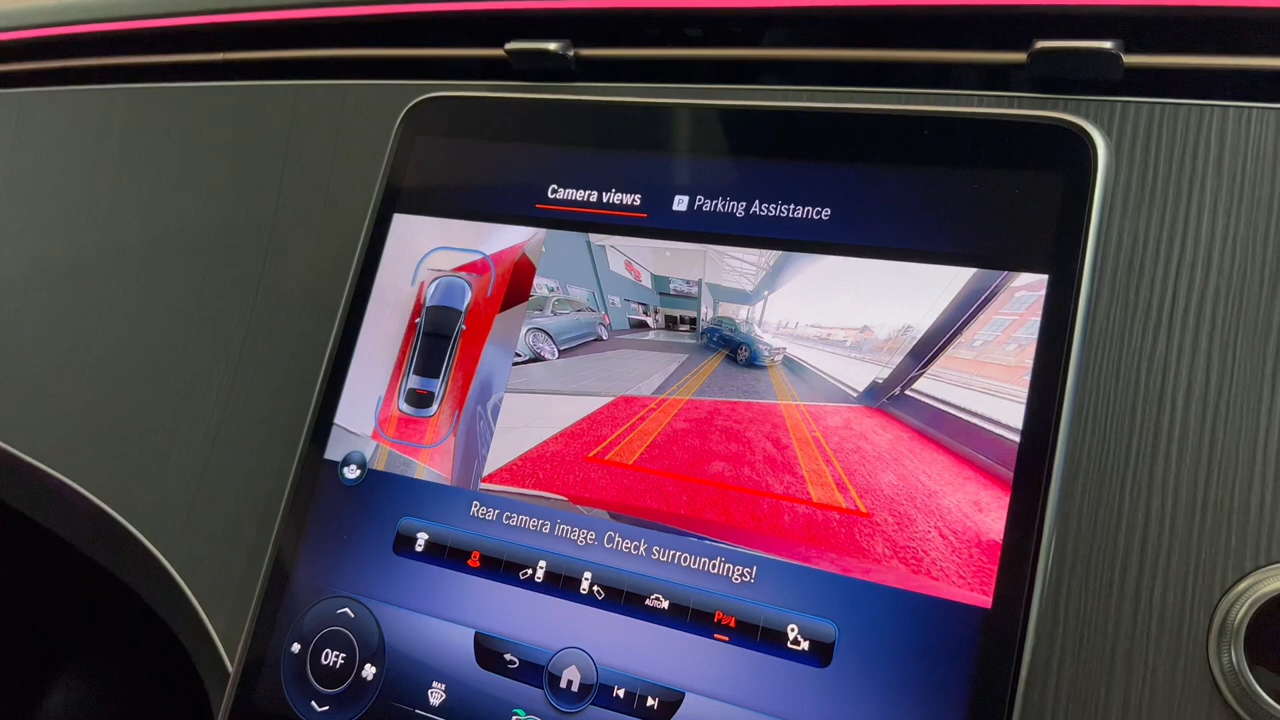 Camera views
P Parking Assistance
Rear camera image. Check surroundings!
AUTO
P
OFF
MAX